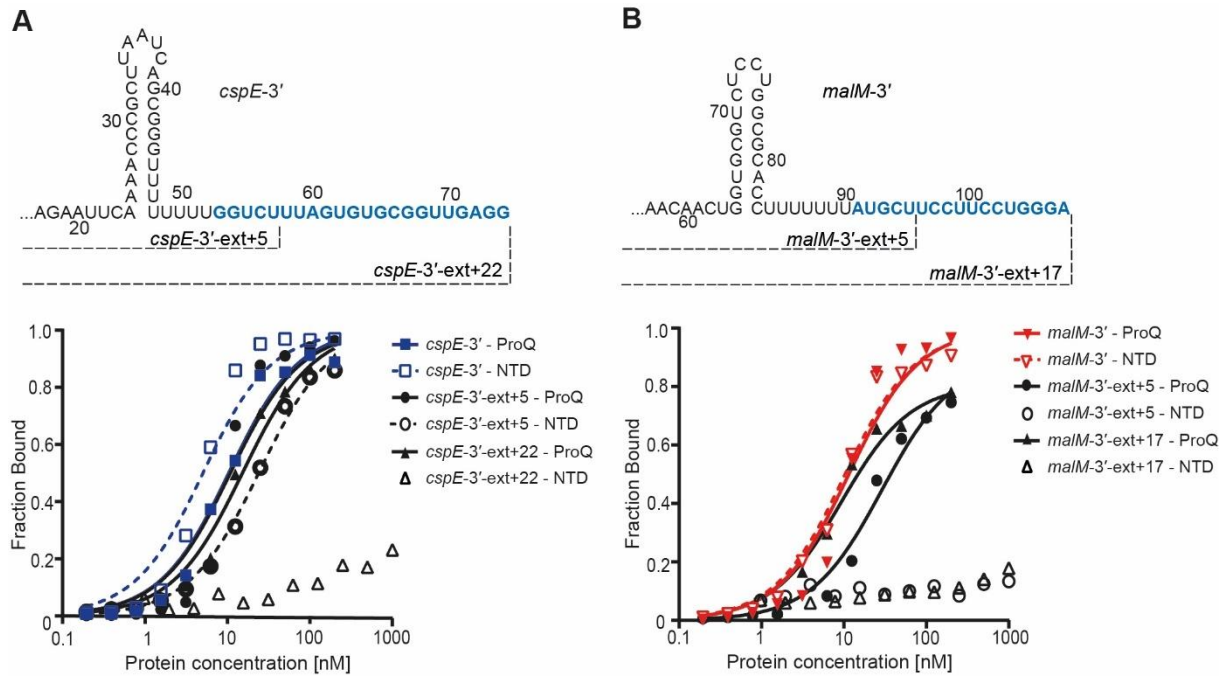 A
AAACCCGCUUAAUCAGCGGGUUU
30
40
cspE-3′
50
60
70
...AGAAUUCA UUUUUGGUCUUUAGUGUGCGGUUGAGG
20
cspE-3′-ext+5
cspE-3′-ext+22
Fraction Bound
1.0
0.8
0.6
0.4
0.2
0
0.1 1 10 100 1000
Protein concentration [nM]
cspE-3′ - ProQ
cspE-3′ - NTD
cspE-3′-ext+5 - ProQ
cspE-3′-ext+5 - NTD
cspE-3′-ext+22 - ProQ
cspE-3′-ext+22 - NTD
B
GUGCGUCUCCUGGCGCAC
70
80
malM-3′
90
100
...AACAACUG CUUUUUUUUAUGCUUCCUUCCUGGGA
60
malM-3′-ext+5
malM-3′-ext+17
Fraction Bound
1.0
0.8
0.6
0.4
0.2
0
0.1 1 10 100 1000
Protein concentration [nM]
malM-3′ - ProQ
malM-3′ - NTD
malM-3′-ext+5 - ProQ
malM-3′-ext+5 - NTD
malM-3′-ext+17 - ProQ
malM-3′-ext+17 - NTD